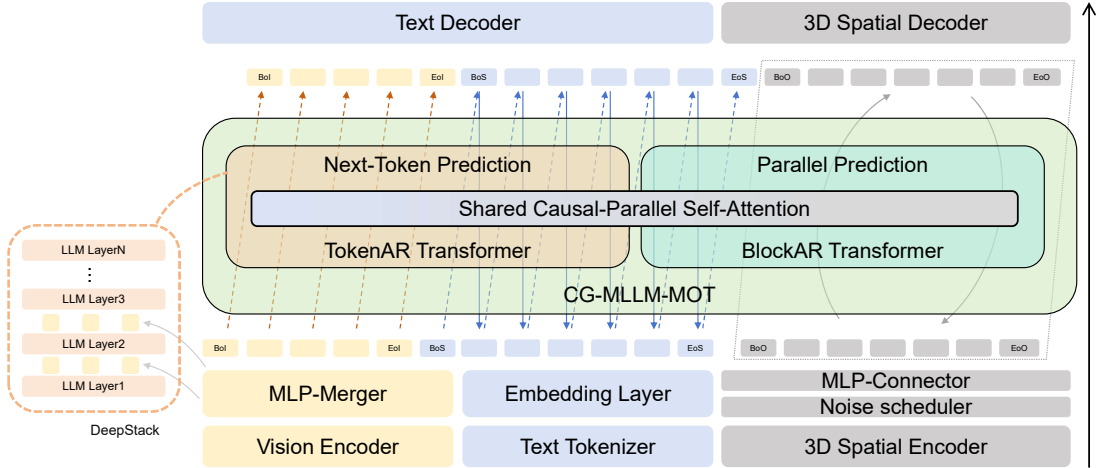 Text Decoder
3D Spatial Decoder
BoI
EoI
BoS
EoS
BoO
EoO
Next-Token Prediction
Parallel Prediction
Shared Causal-Parallel Self-Attention
TokenAR Transformer
BlockAR Transformer
CG-MLLM-MOT
LLM LayerN
⋮
LLM Layer3
LLM Layer2
LLM Layer1
DeepStack
BoI
EoI
BoS
EoS
BoO
EoO
MLP-Merger
Embedding Layer
MLP-Connector
Noise scheduler
Vision Encoder
Text Tokenizer
3D Spatial Encoder